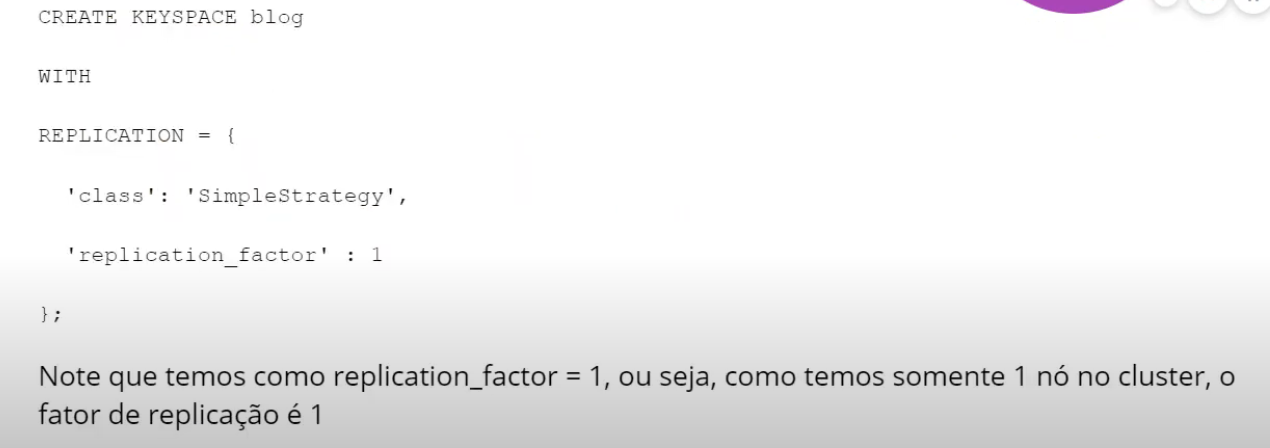 CREATE KEYSPACE blog
WITH
REPLICATION = {
'class': 'SimpleStrategy',
'replication_factor' : 1
};
Note que temos como replication_factor = 1, ou seja, como temos somente 1 nó no cluster, o
fator de replicação é 1